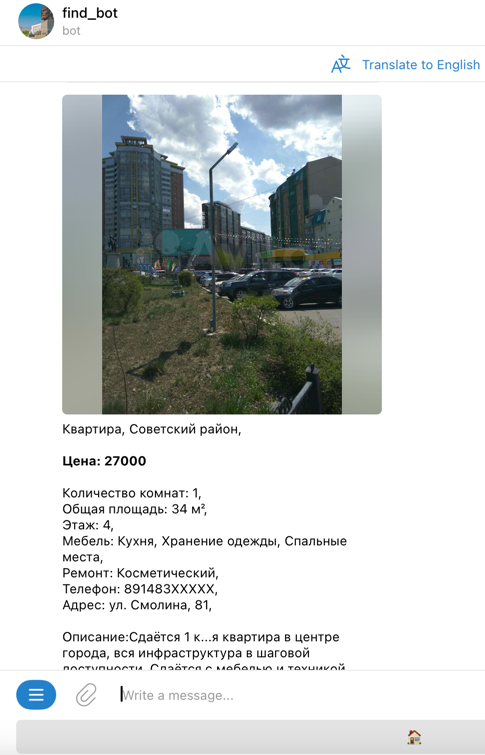 find_bot
bot
Translate to English
Квартира, Советский район,
Цена: 27000
Количество комнат: 1,
Общая площадь: 34 м²,
Этаж: 4,
Мебель: Кухня, Хранение одежды, Спальные
места,
Ремонт: Косметический,
Телефон: 891483XXXXX,
Адрес: ул. Смолина, 81,
Описание:Сдаётся 1 к...я квартира в центре
города, вся инфраструктура в шаговой
доступности. Сдаётся с мебелью и техникой
Write a message...